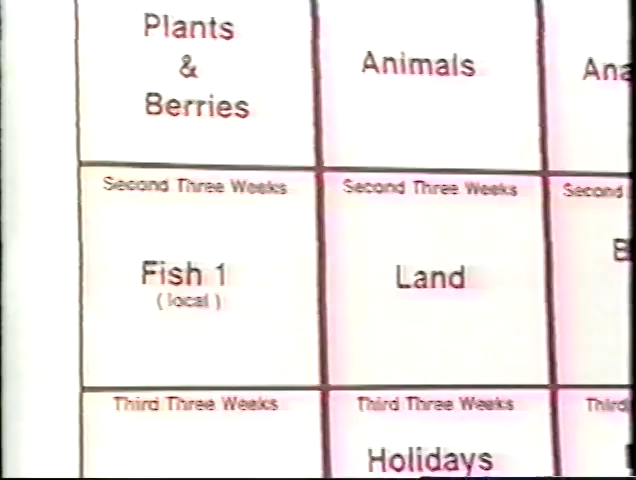 Plants
&
Berries
Animals
Ana
Second Three Weeks
Second Three Weeks
Second
Fish 1
( local )
Land
Third Three Weeks
Third Three Weeks
Third
Holidays